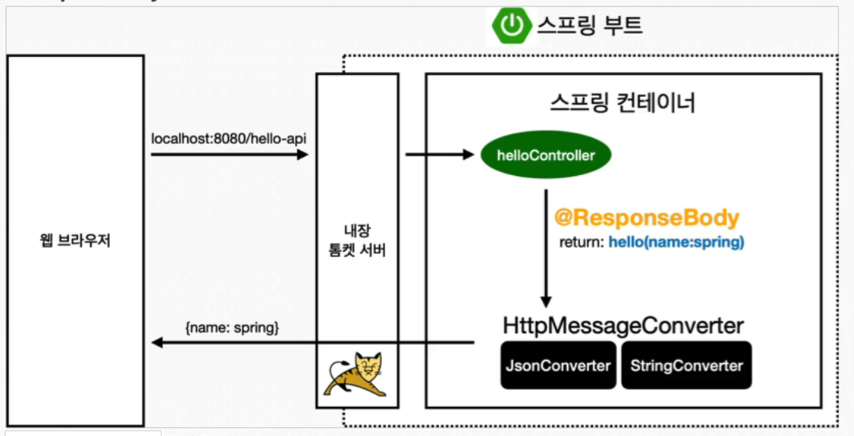 스프링 부트
스프링 컨테이너
localhost:8080/hello-api
helloController
@ResponseBody
return: hello(name:spring)
웹 브라우저
내장
톰켓 서버
{name: spring}
HttpMessageConverter
JsonConverter
StringConverter